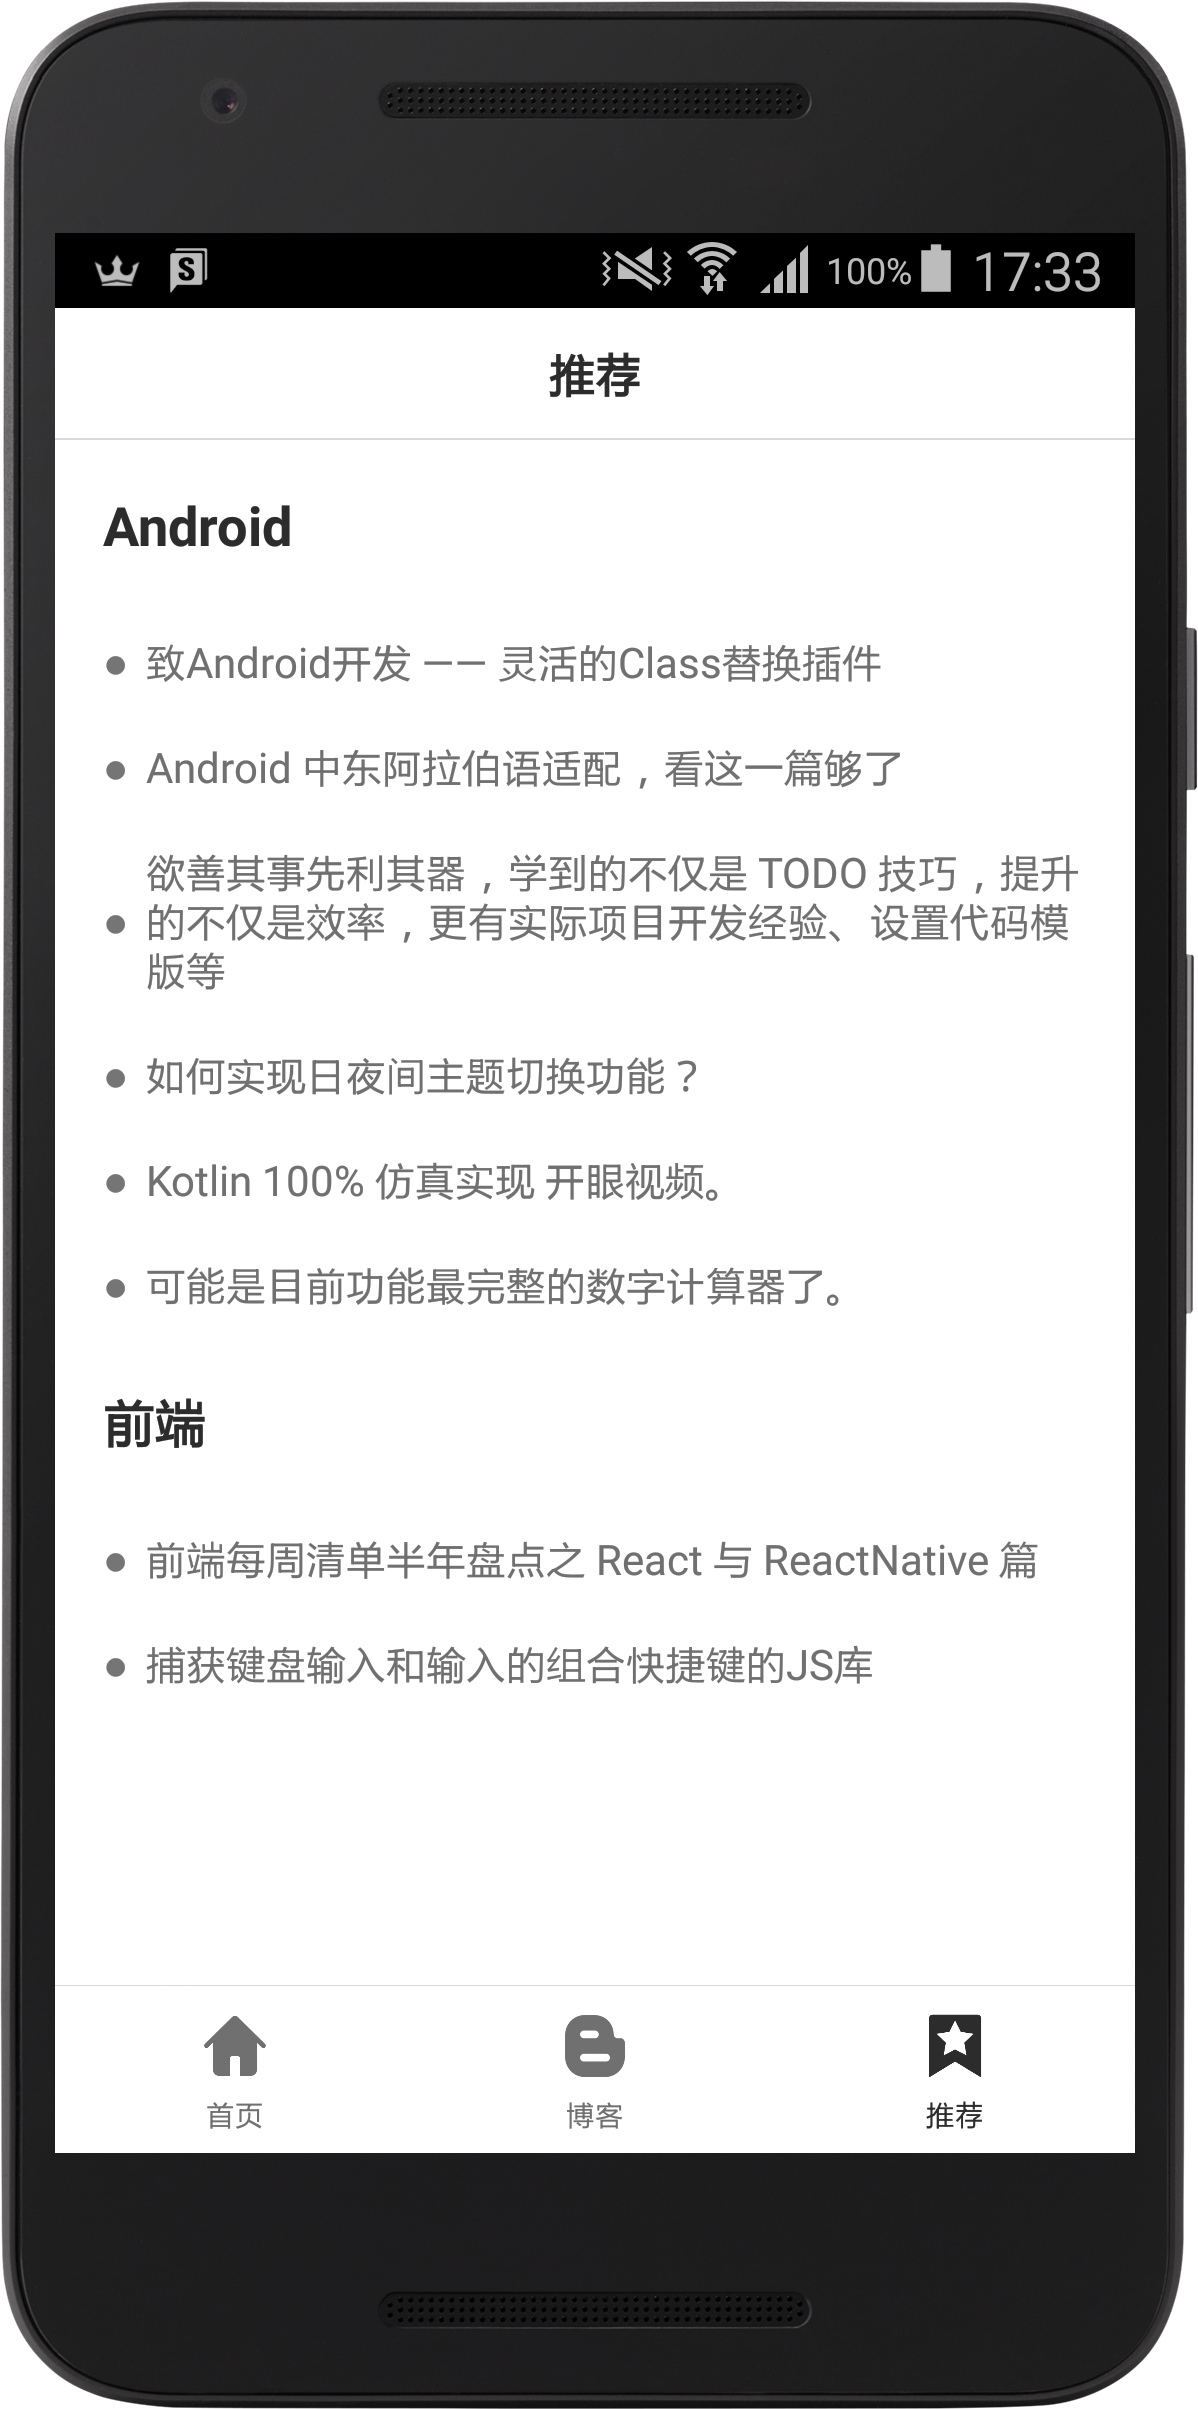 S
100%
17:33
推荐
Android
● 致Android开发 —— 灵活的Class替换插件
● Android 中东阿拉伯语适配，看这一篇够了
欲善其事先利其器，学到的不仅是 TODO 技巧，提升
● 的不仅是效率，更有实际项目开发经验、设置代码模
版等
● 如何实现日夜间主题切换功能？
● Kotlin 100% 仿真实现 开眼视频。
● 可能是目前功能最完整的数字计算器了。
前端
● 前端每周清单半年盘点之 React 与 ReactNative 篇
● 捕获键盘输入和输入的组合快捷键的JS库
首页
博客
推荐